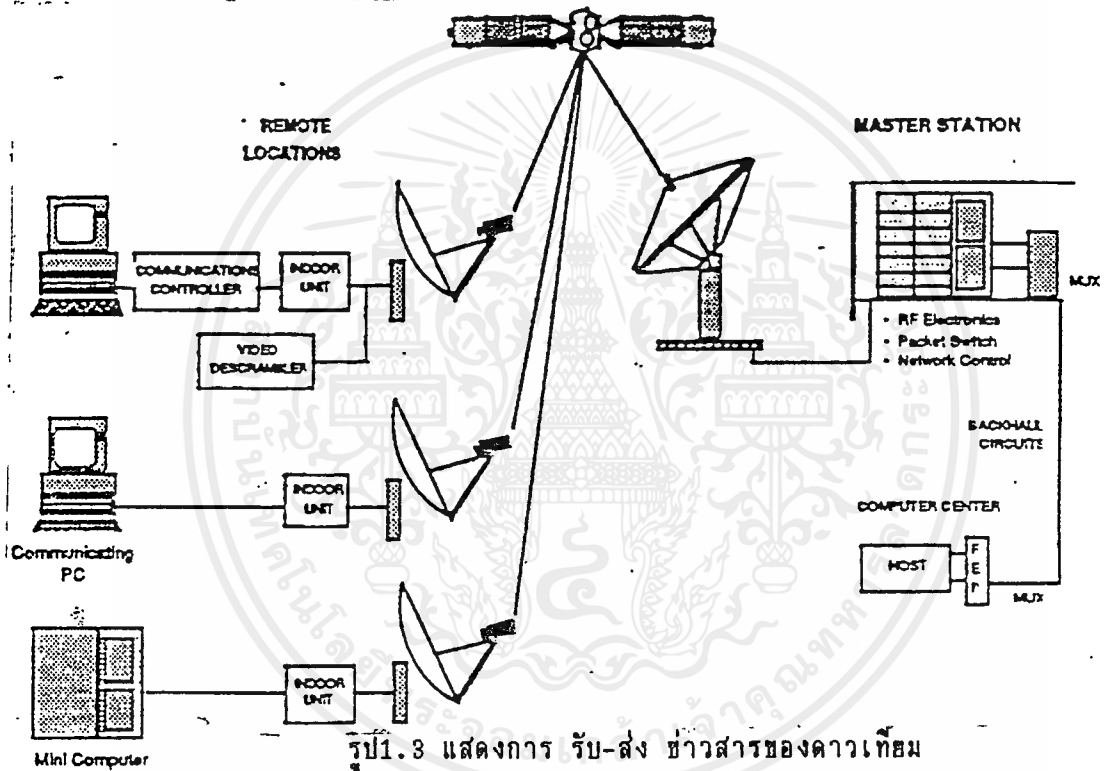 REMOTE
LOCATIONS
MASTER STATION
COMMUNICATIONS
CONTROLLER
INDOOR
UNIT
VIDEO
DESCRAMBLER
MUX
• RF Electronics
• Packet Switch
• Network Control
BACKHALL
CIRCUITS
INDOOR
UNIT
Communicating
PC
COMPUTER CENTER
HOST
FEP
MUX
INDOOR
UNIT
Mini Computer
รูป1.3 แสดงการ รับ-ส่ง ข่าวสารของดาวเทียม